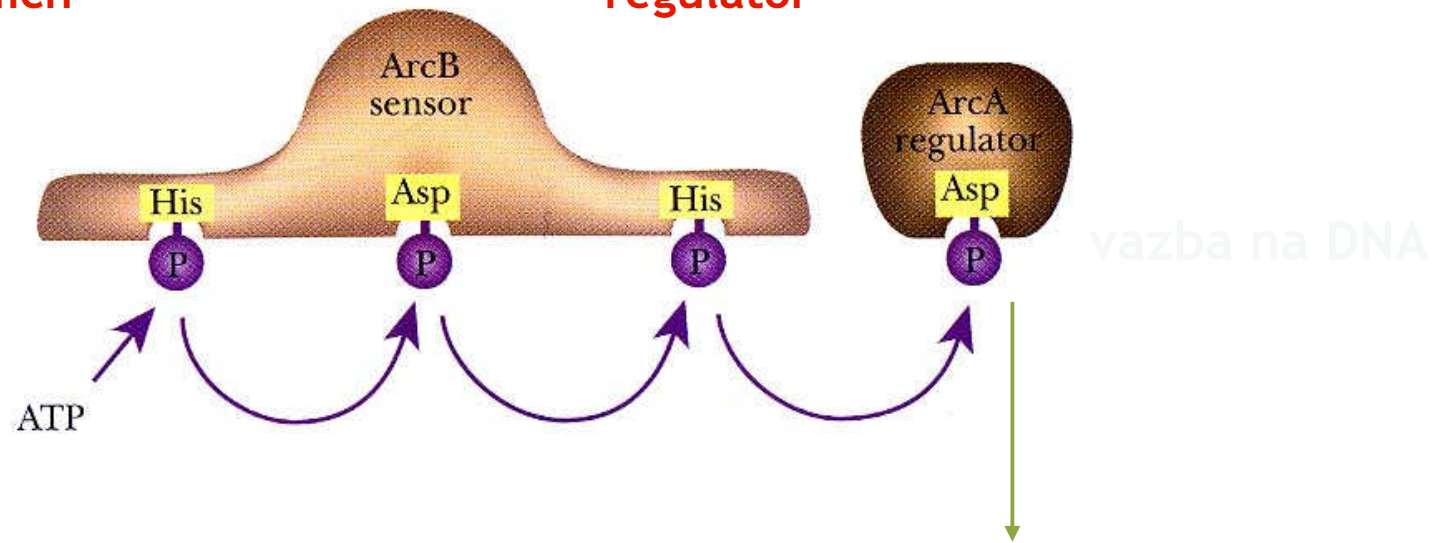 regulator
ArcB
sensor
ArcA
regulator
His
Asp
His
Asp
P
P
P
P
vazba na DNA
ATP